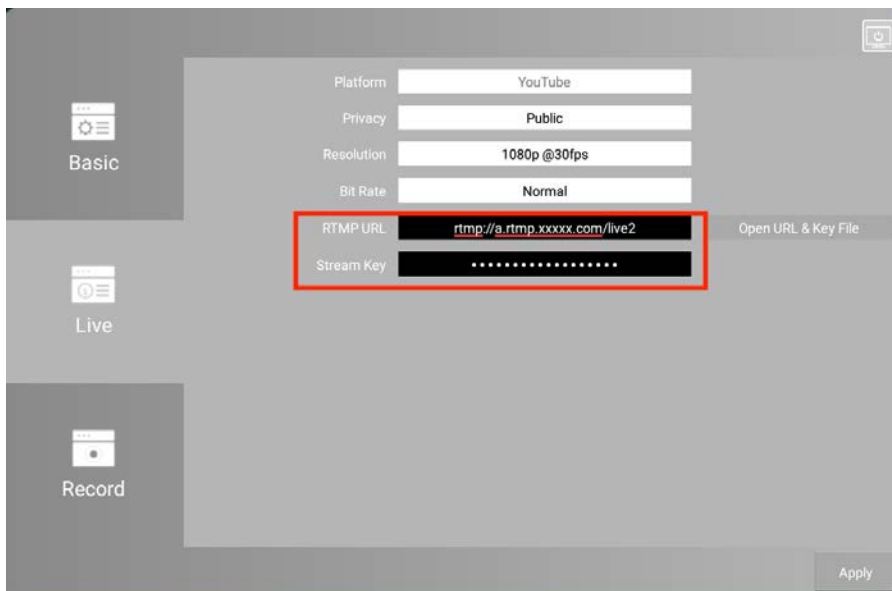 Platform YouTube
Privacy Public
Basic
Resolution 1080p @30fps
Bit Rate Normal
RTMP URL rtmp://a.rtmp.xxxxx.com/live2 Open URL & Key File
Stream Key ••••••••••••••••••
Live
Record
Apply